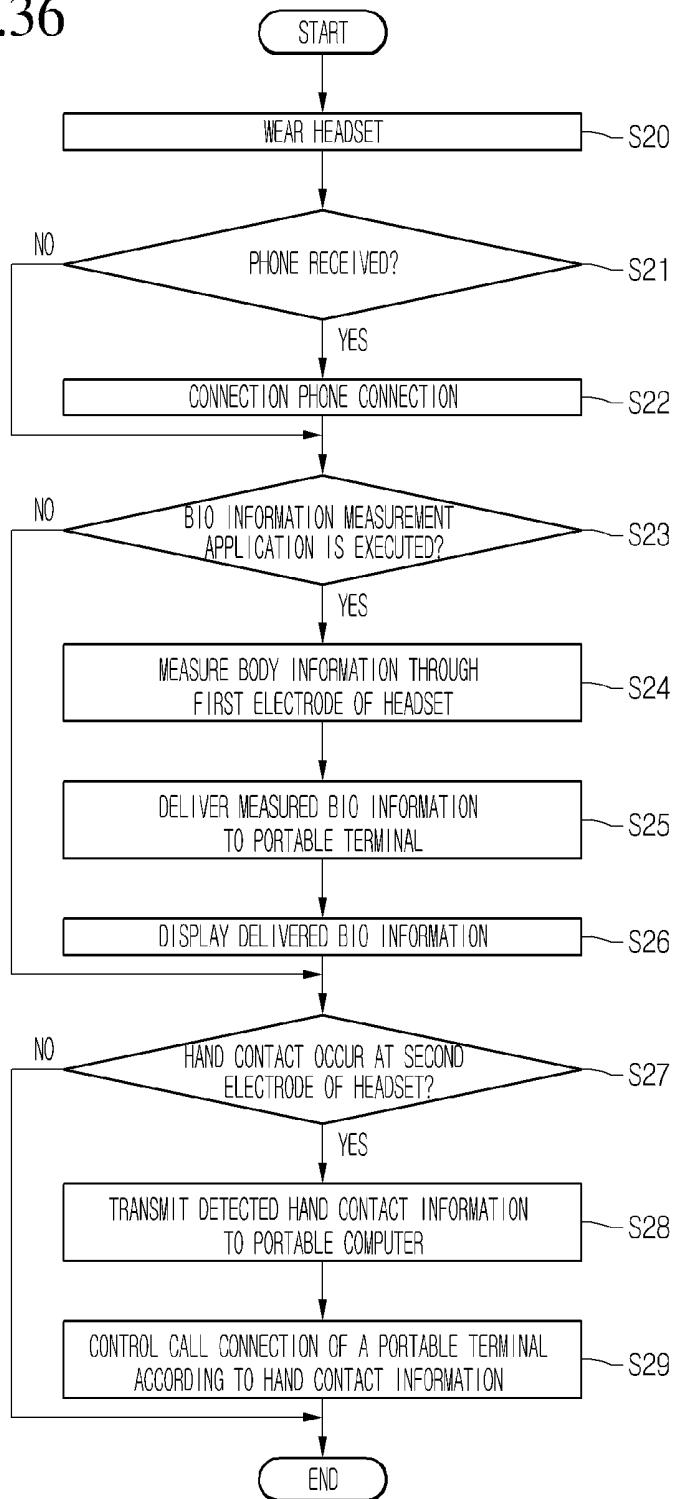 .36
START
WEAR HEADSET
S20
NO
PHONE RECEIVED?
S21
YES
CONNECTION PHONE CONNECTION
S22
NO
BIO INFORMATION MEASUREMENT
APPLICATION IS EXECUTED?
S23
YES
MEASURE BODY INFORMATION THROUGH
FIRST ELECTRODE OF HEADSET
S24
DELIVER MEASURED BIO INFORMATION
TO PORTABLE TERMINAL
S25
DISPLAY DELIVERED BIO INFORMATION
S26
NO
HAND CONTACT OCCUR AT SECOND
ELECTRODE OF HEADSET?
S27
YES
TRANSMIT DETECTED HAND CONTACT INFORMATION
TO PORTABLE COMPUTER
S28
CONTROL CALL CONNECTION OF A PORTABLE TERMINAL
ACCORDING TO HAND CONTACT INFORMATION
S29
END